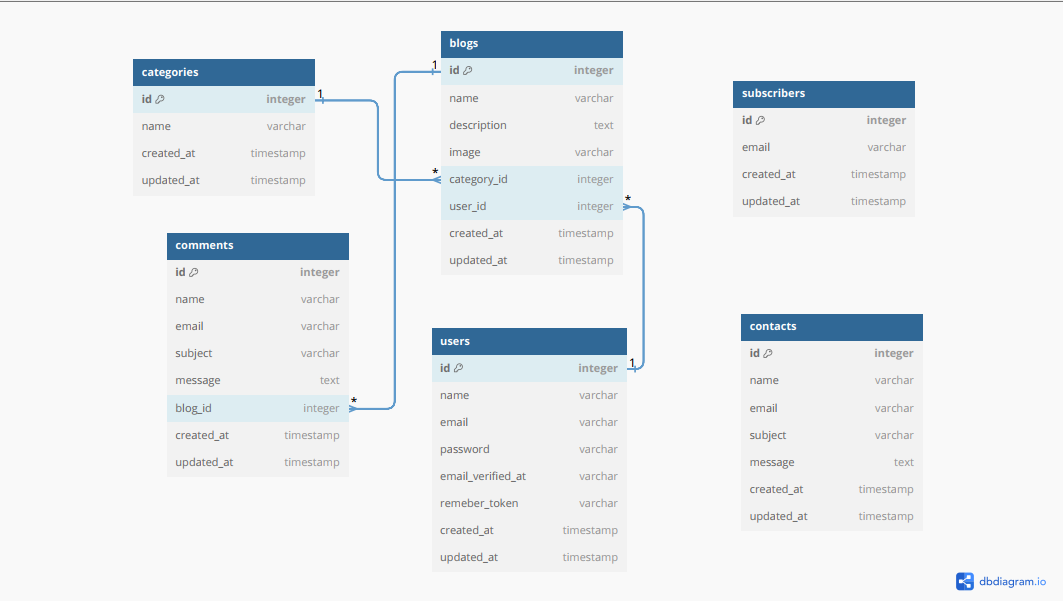 categories
id integer
name varchar
created_at timestamp
updated_at timestamp
1
*
blogs
1
id integer
name varchar
description text
image varchar
category_id integer
user_id integer
*
created_at timestamp
updated_at timestamp
subscribers
id integer
email varchar
created_at timestamp
updated_at timestamp
comments
id integer
name varchar
email varchar
subject varchar
message text
blog_id integer
*
created_at timestamp
updated_at timestamp
users
id integer
1
name varchar
email varchar
password varchar
email_verified_at varchar
remeber_token varchar
created_at timestamp
updated_at timestamp
contacts
id integer
name varchar
email varchar
subject varchar
message text
created_at timestamp
updated_at timestamp
dbdiagram.io